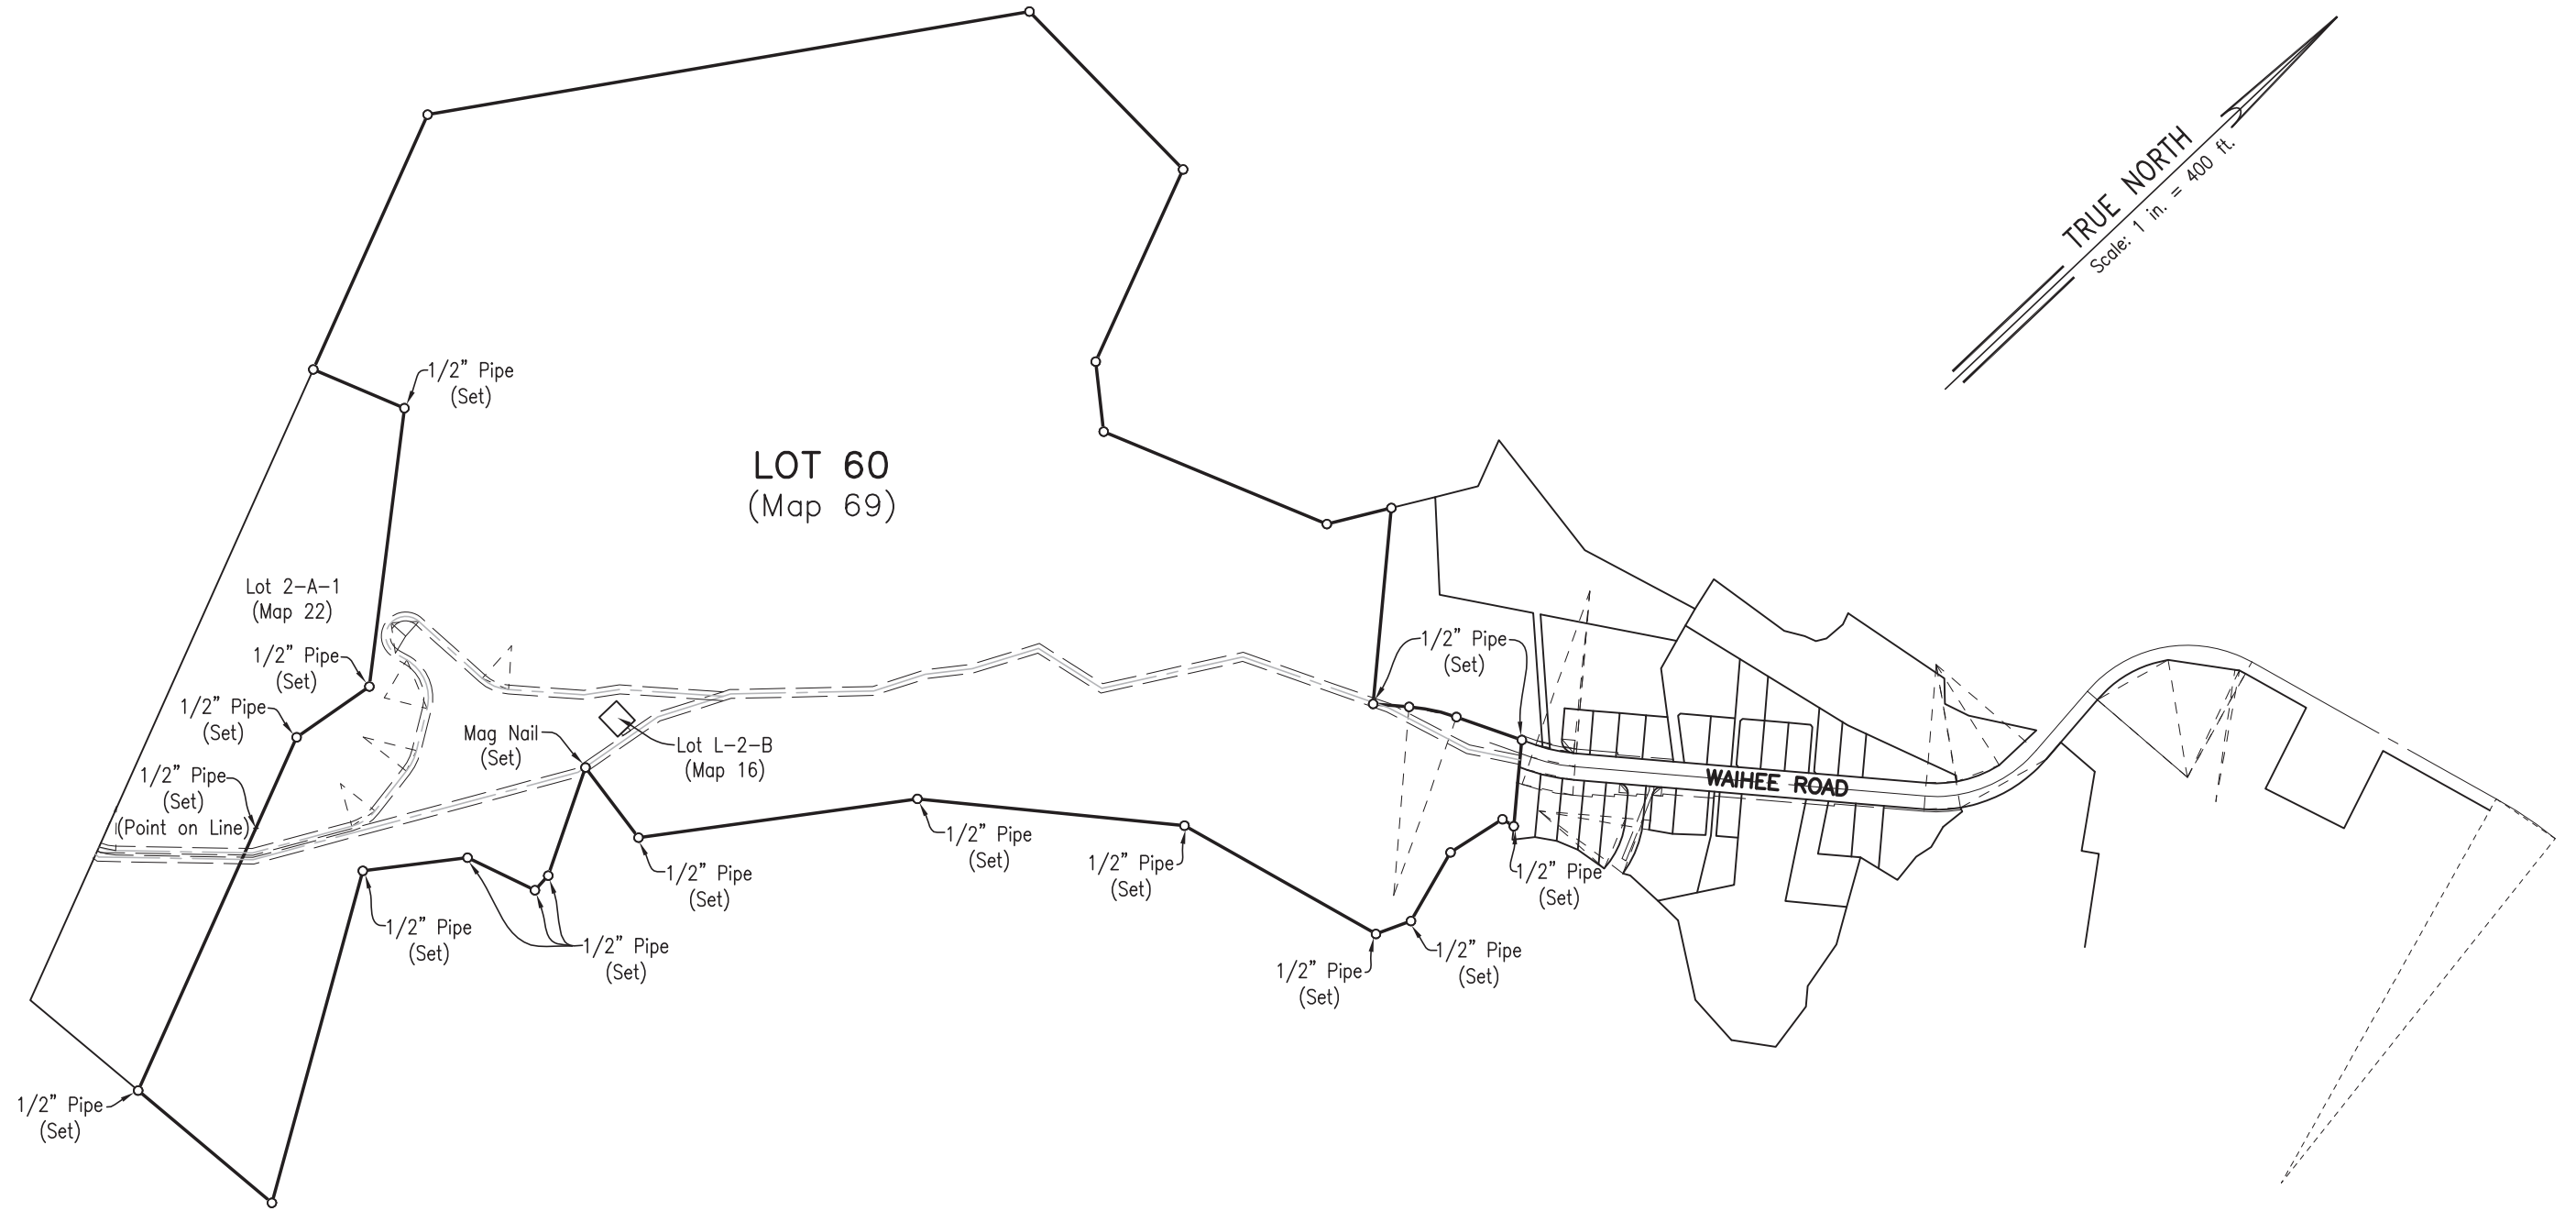 TRUE NORTH
Scale: 1 in. = 400 ft.
1/2" Pipe
(Set)
LOT 60
(Map 69)
Lot 2-A-1
(Map 22)
1/2" Pipe
(Set)
1/2" Pipe
(Set)
1/2" Pipe
(Set)
Mag Nail
(Set)
Lot L-2-B
(Map 16)
1/2" Pipe
(Set)
(Point on Line)
WAIHEE ROAD
1/2" Pipe
(Set)
1/2" Pipe
(Set)
1/2" Pipe
(Set)
1/2" Pipe
(Set)
1/2" Pipe
(Set)
1/2" Pipe
(Set)
1/2" Pipe
(Set)
1/2" Pipe
(Set)
1/2" Pipe
(Set)